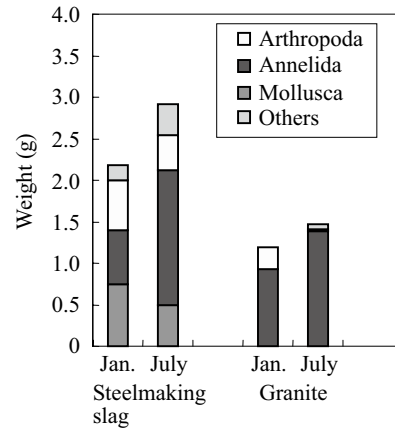 4.0
3.5
3.0
2.5
2.0
1.5
1.0
0.5
0
Weight (g)
Arthropoda
Annelida
Mollusca
Others
Jan. July Jan. July
Steelmaking Granite
slag